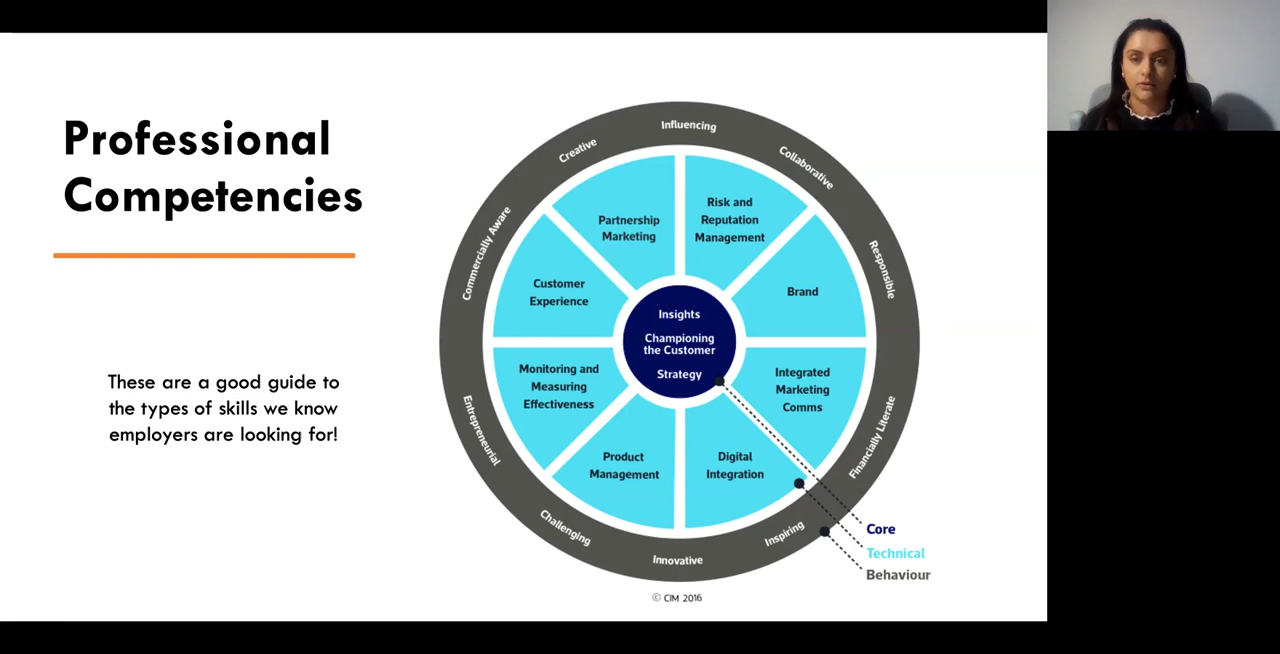 Professional
Competencies
These are a good guide to
the types of skills we know
employers are looking for!
Influencing
Collaborative
Responsible
Financially Literate
Inspiring
Innovative
Challenging
Entrepreneurial
Commercially Aware
Creative
Partnership
Marketing
Risk and
Reputation
Management
Brand
Integrated
Marketing
Comms
Digital
Integration
Product
Management
Monitoring and
Measuring
Effectiveness
Customer
Experience
Insights
Championing
the Customer
Strategy
Core
Technical
Behaviour
© CIM 2016